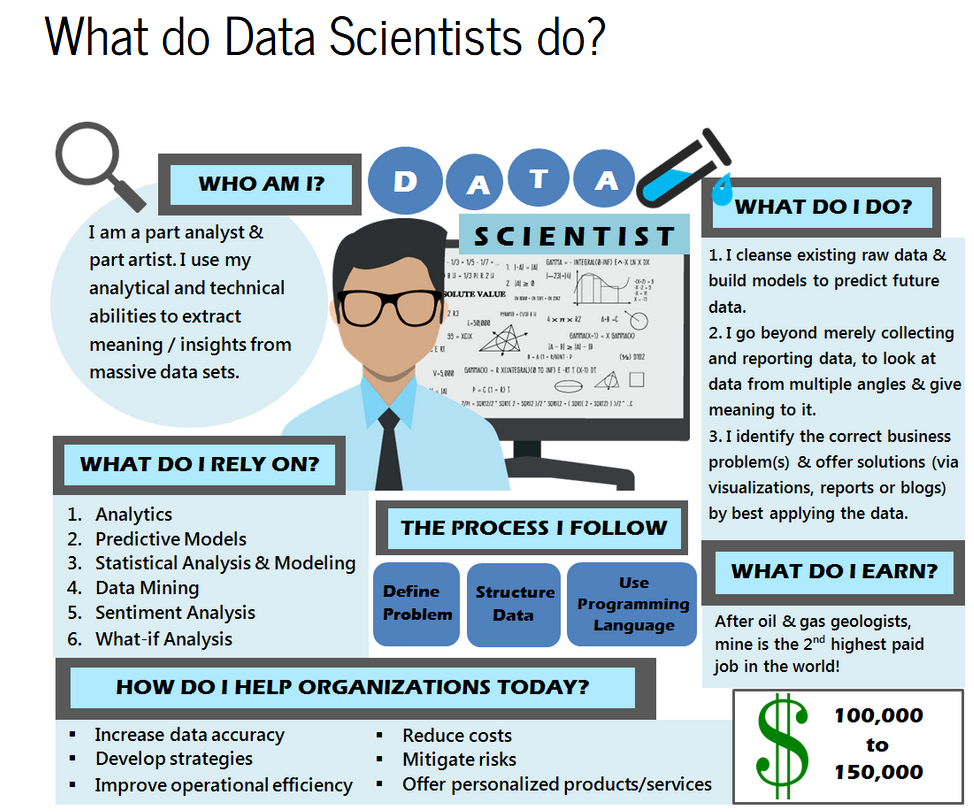 What do Data Scientists do?
WHO AM I?
I am a part analyst &
part artist. I use my
analytical and technical
abilities to extract
meaning / insights from
massive data sets.
D A T A
SCIENTIST
SOLUTE VALUE
WHAT DO I DO?
1. I cleanse existing raw data &
build models to predict future
data.
2. I go beyond merely collecting
and reporting data, to look at
data from multiple angles & give
meaning to it.
3. I identify the correct business
problem(s) & offer solutions (via
visualizations, reports or blogs)
by best applying the data.
WHAT DO I RELY ON?
1. Analytics
2. Predictive Models
3. Statistical Analysis & Modeling
4. Data Mining
5. Sentiment Analysis
6. What-if Analysis
THE PROCESS I FOLLOW
Define
Problem
Structure
Data
Use
Programming
Language
WHAT DO I EARN?
After oil & gas geologists,
mine is the 2nd highest paid
job in the world!
$
100,000
to
150,000
HOW DO I HELP ORGANIZATIONS TODAY?
▪ Increase data accuracy
▪ Develop strategies
▪ Improve operational efficiency
▪ Reduce costs
▪ Mitigate risks
▪ Offer personalized products/services